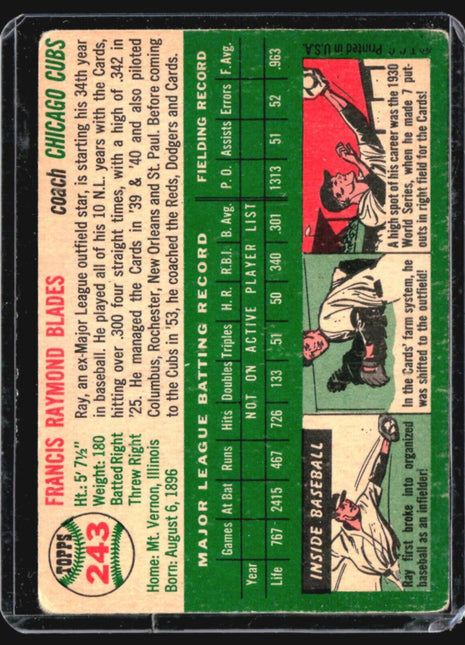 TOPPS
243
FRANCIS RAYMOND BLADES
coach CHICAGO CUBS
Ht. 5' 7½"
Weight: 180
Batted Right
Threw Right
Home: Mt. Vernon, Illinois
Born: August 6, 1896
Ray, an ex-Major League outfield star, is starting his 34th year
in baseball. He played all of his 10 N.L. years with the Cards,
hitting over .300 four straight times, with a high of .342 in
'25. He managed the Cards in '39 & '40 and also piloted
Columbus, Rochester, New Orleans and St. Paul. Before coming
to the Cubs in '53, he coached the Reds, Dodgers and Cards.
MAJOR LEAGUE BATTING RECORD FIELDING RECORD
Games At Bat Runs Hits Doubles Triples H. R. R.B.I. B. Avg. P. O. Assists Errors F. Avg.
Year NOT ON ACTIVE PLAYER LIST
Life 767 2415 467 726 133 51 50 340 .301 1313 51 52 .963
INSIDE BASEBALL
Ray first broke into organized
baseball as an infielder!
In the Cards' farm system, he
was shifted to the outfield!
A high spot of his career was the 1930
World Series, when he made 7 put-
outs in right field for the Cards!
T. C. G. Printed in U.S.A.